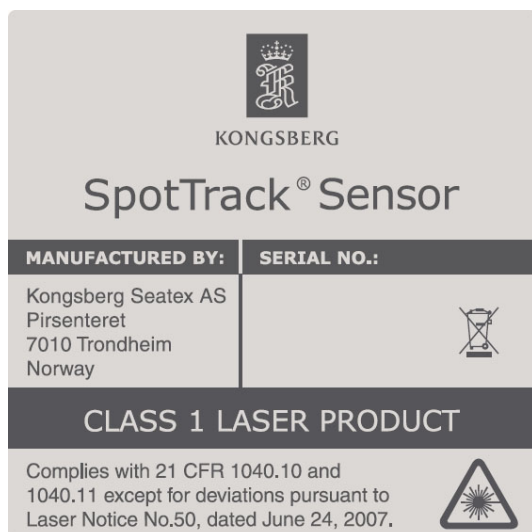 KONGSBERG
SpotTrack® Sensor
MANUFACTURED BY: SERIAL NO.:
Kongsberg Seatex AS
Pirsenteret
7010 Trondheim
Norway
CLASS 1 LASER PRODUCT
Complies with 21 CFR 1040.10 and
1040.11 except for deviations pursuant to
Laser Notice No.50, dated June 24, 2007.